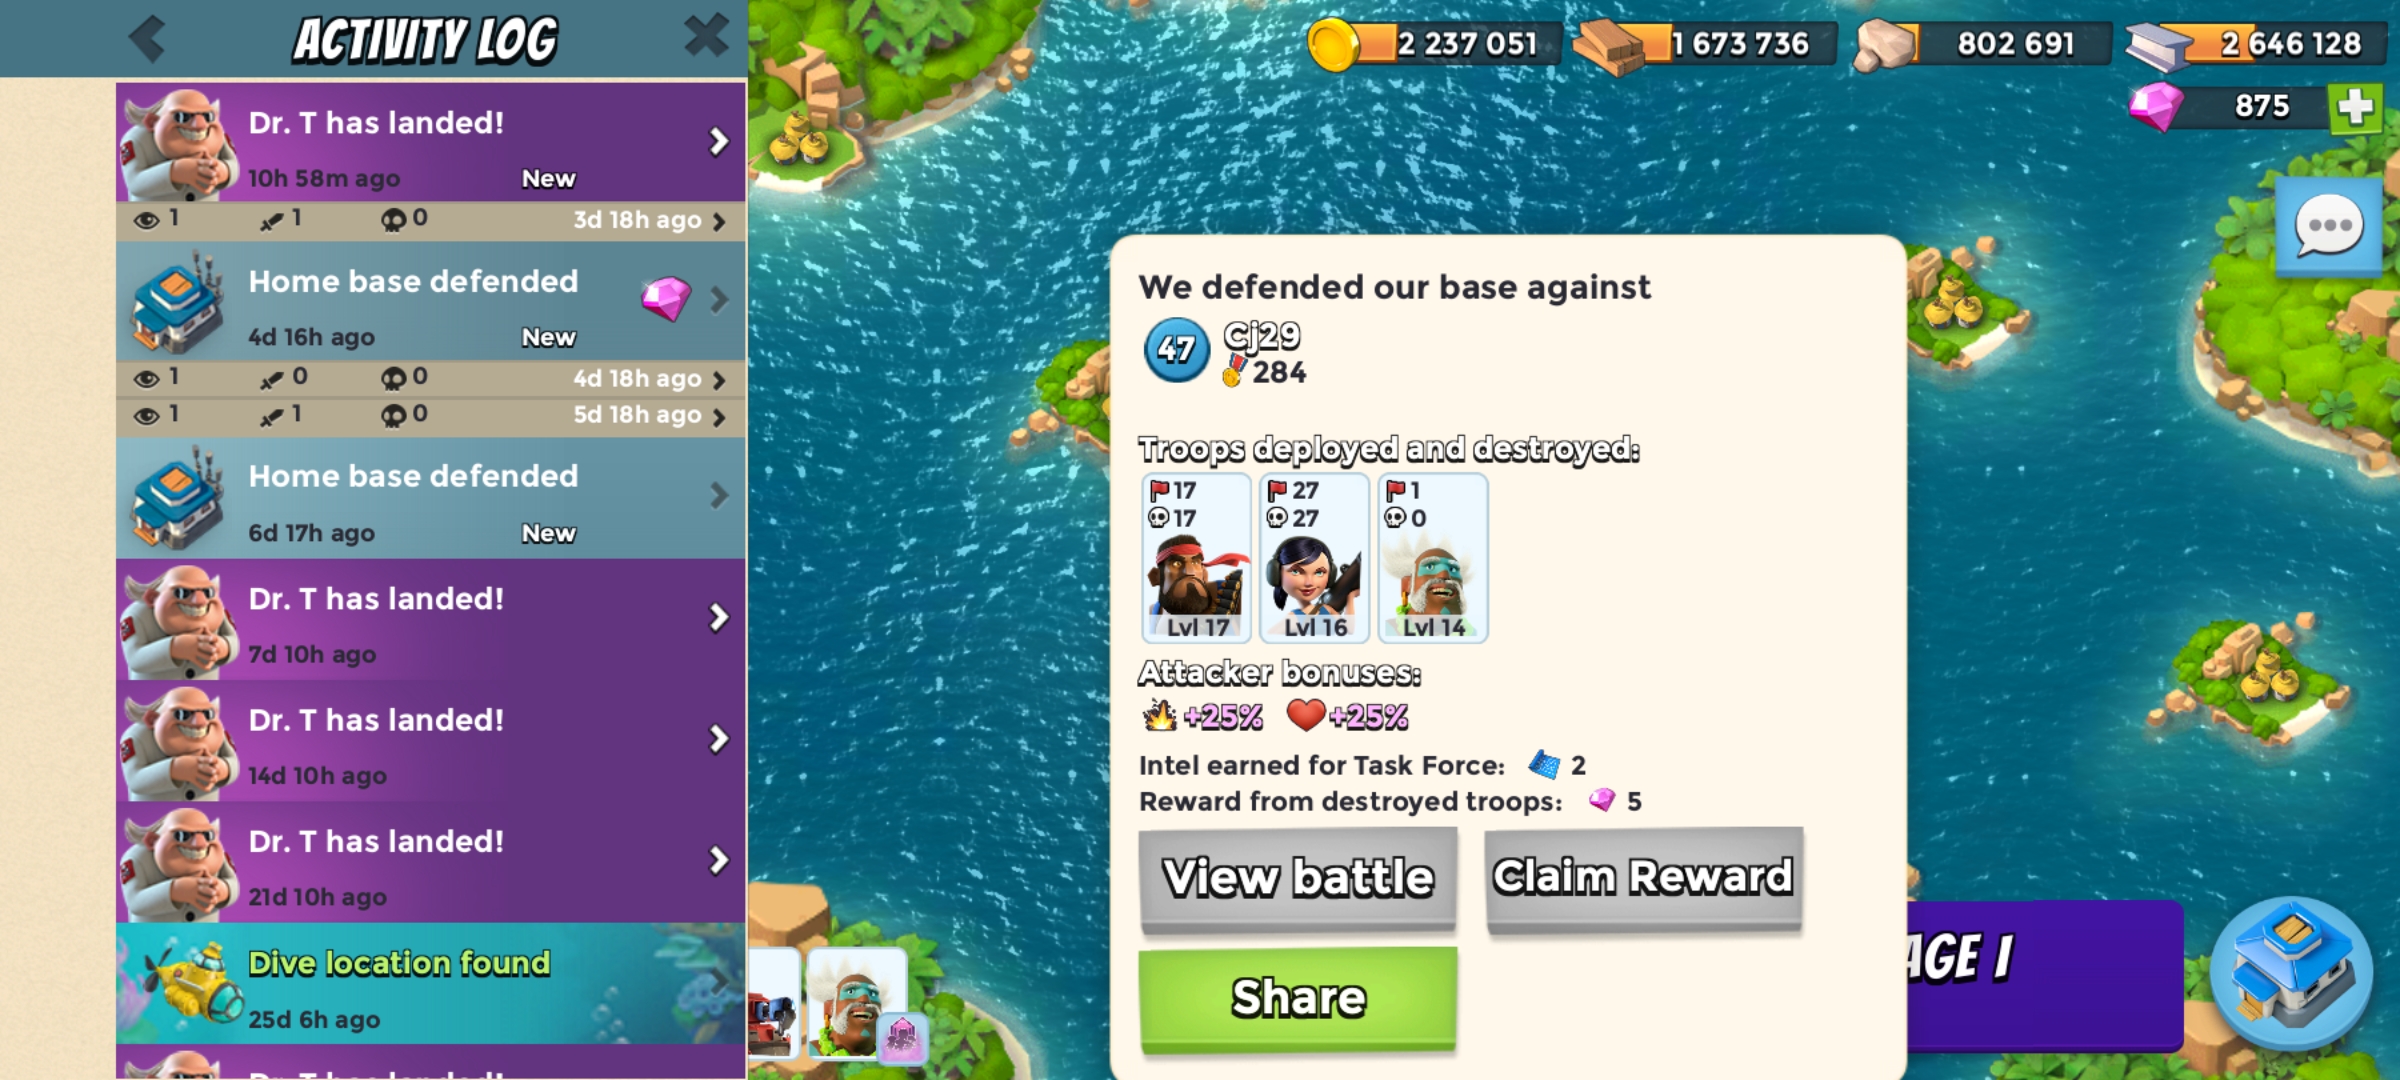 ACTIVITY LOG
Dr. T has landed!
10h 58m ago
New
1
1
0
3d 18h ago
Home base defended
4d 16h ago
New
1
0
0
4d 18h ago
1
1
0
5d 18h ago
Home base defended
6d 17h ago
New
Dr. T has landed!
7d 10h ago
Dr. T has landed!
14d 10h ago
Dr. T has landed!
21d 10h ago
Dive location found
25d 6h ago
Dr. T has landed!
2 237 051
1 673 736
802 691
2 646 128
875
We defended our base against
47
Cj29
284
Troops deployed and destroyed:
17
17
Lvl 17
27
27
Lvl 16
1
0
Lvl 14
Attacker bonuses:
+25%
+25%
Intel earned for Task Force: 2
Reward from destroyed troops: 5
View battle
Claim Reward
Share
AGE I